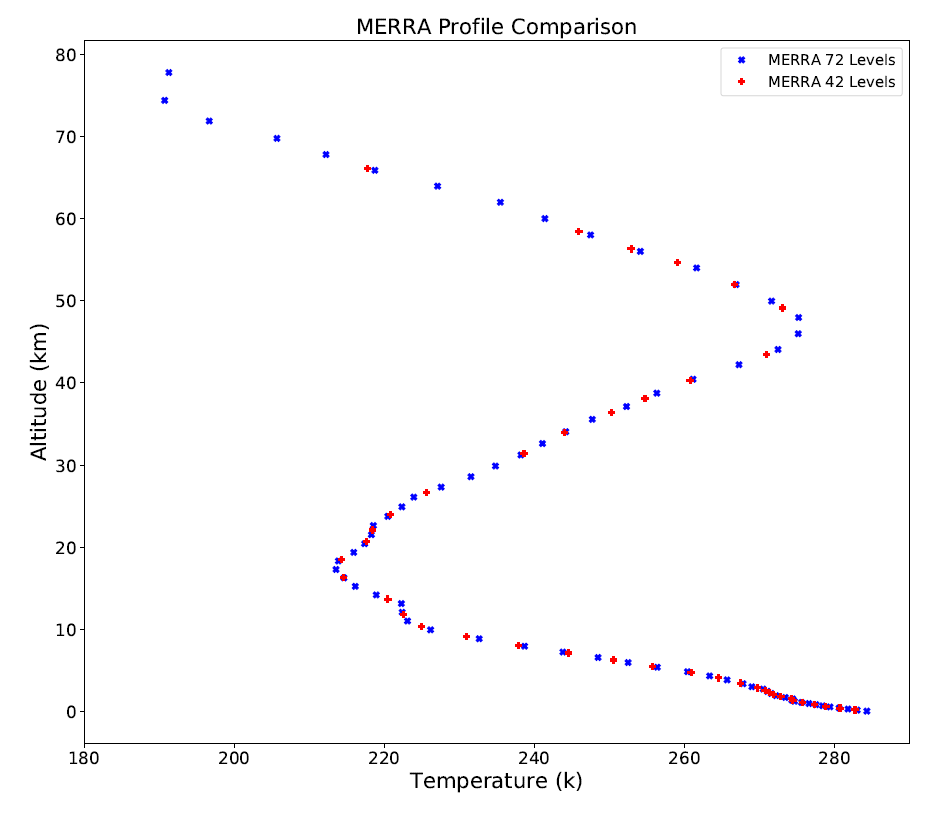 MERRA Profile Comparison
MERRA 72 Levels
MERRA 42 Levels
80
70
60
50
40
30
20
10
0
Altitude (km)
180 200 220 240 260 280
Temperature (k)